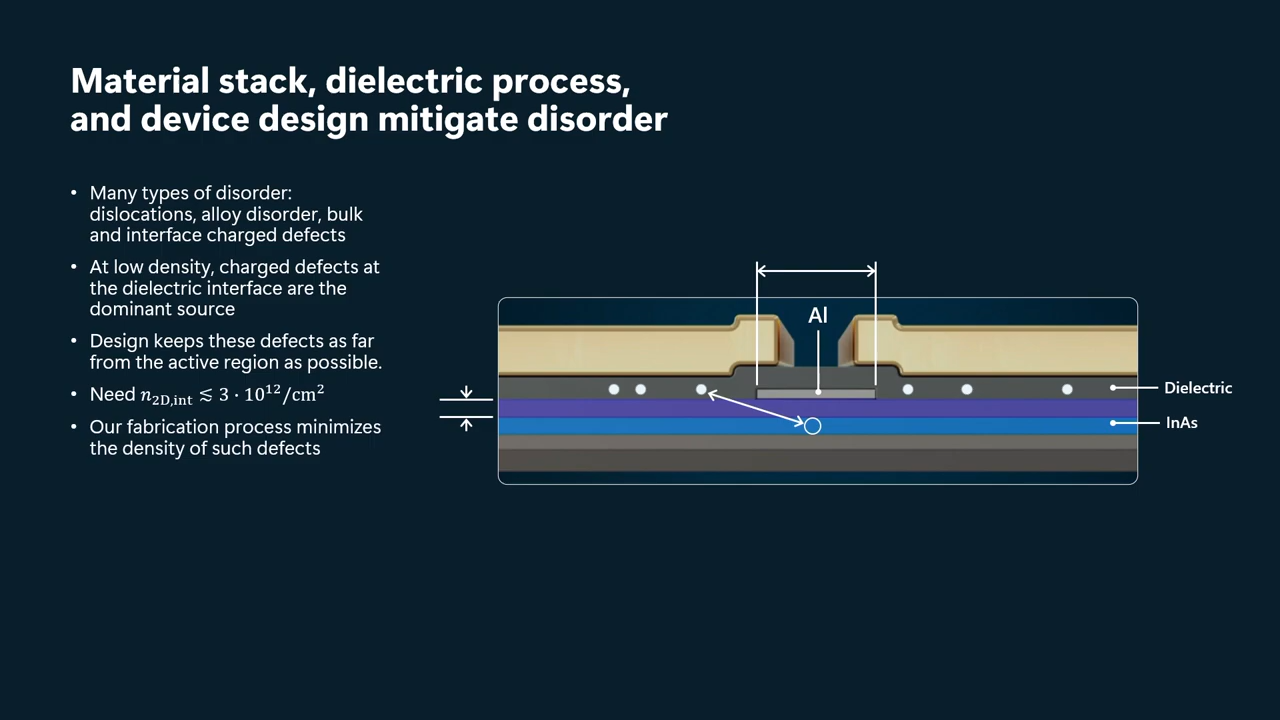 Material stack, dielectric process,
and device design mitigate disorder
• Many types of disorder:
dislocations, alloy disorder, bulk
and interface charged defects
• At low density, charged defects at
the dielectric interface are the
dominant source
• Design keeps these defects as far
from the active region as possible.
• Need n₂D,int ≲ 3 · 10¹²/cm²
• Our fabrication process minimizes
the density of such defects
Al
Dielectric
InAs